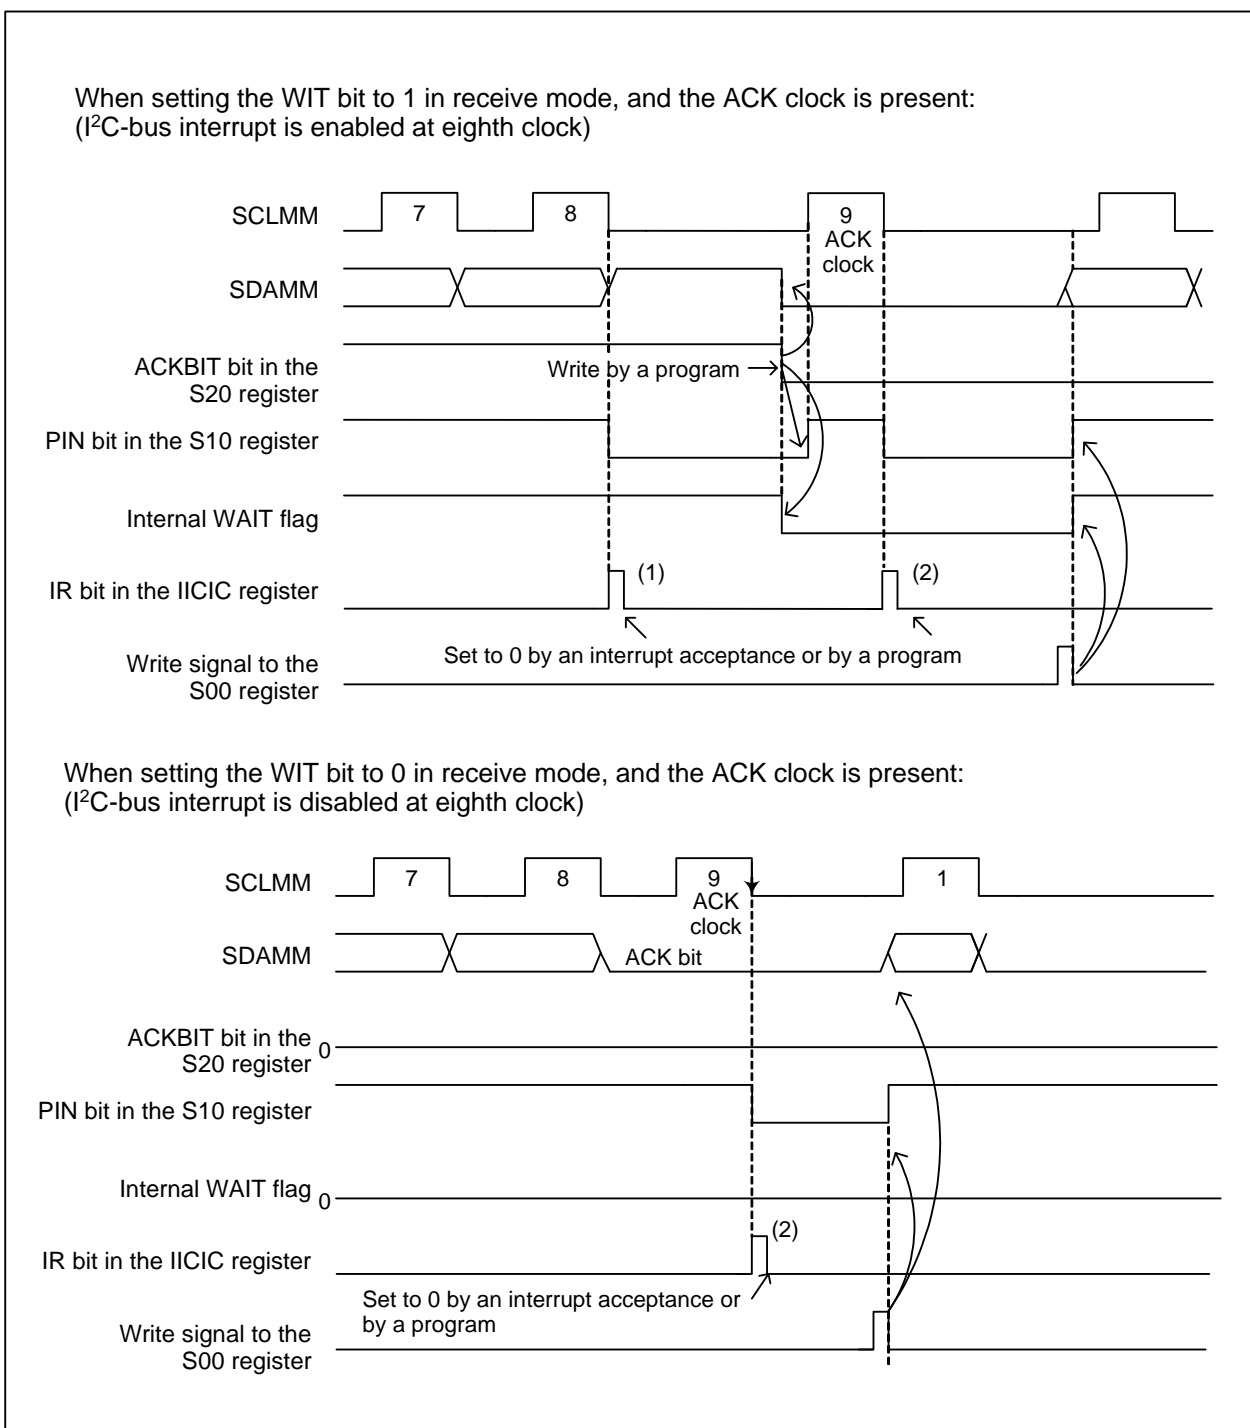 When setting the WIT bit to 1 in receive mode, and the ACK clock is present:
(I²C-bus interrupt is enabled at eighth clock)
SCLMM
7
8
9
ACK
clock
SDAMM
ACKBIT bit in the
S20 register
Write by a program
PIN bit in the S10 register
Internal WAIT flag
IR bit in the IICIC register
(1)
(2)
Set to 0 by an interrupt acceptance or by a program
Write signal to the
S00 register
When setting the WIT bit to 0 in receive mode, and the ACK clock is present:
(I²C-bus interrupt is disabled at eighth clock)
SCLMM
7
8
9
ACK
clock
1
SDAMM
ACK bit
ACKBIT bit in the
S20 register
0
PIN bit in the S10 register
Internal WAIT flag
0
IR bit in the IICIC register
(2)
Set to 0 by an interrupt acceptance or
by a program
Write signal to the
S00 register